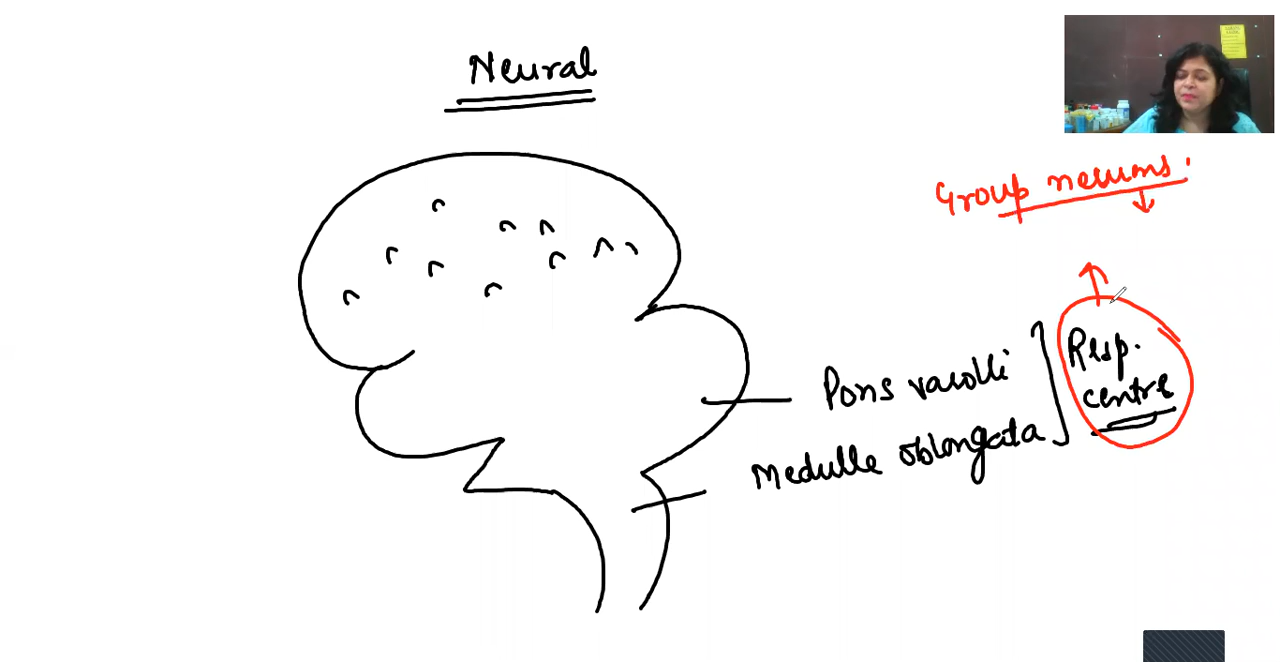 Neural
Group neurons.
Resp.
centre
Pons varolli
Medulle oblongata